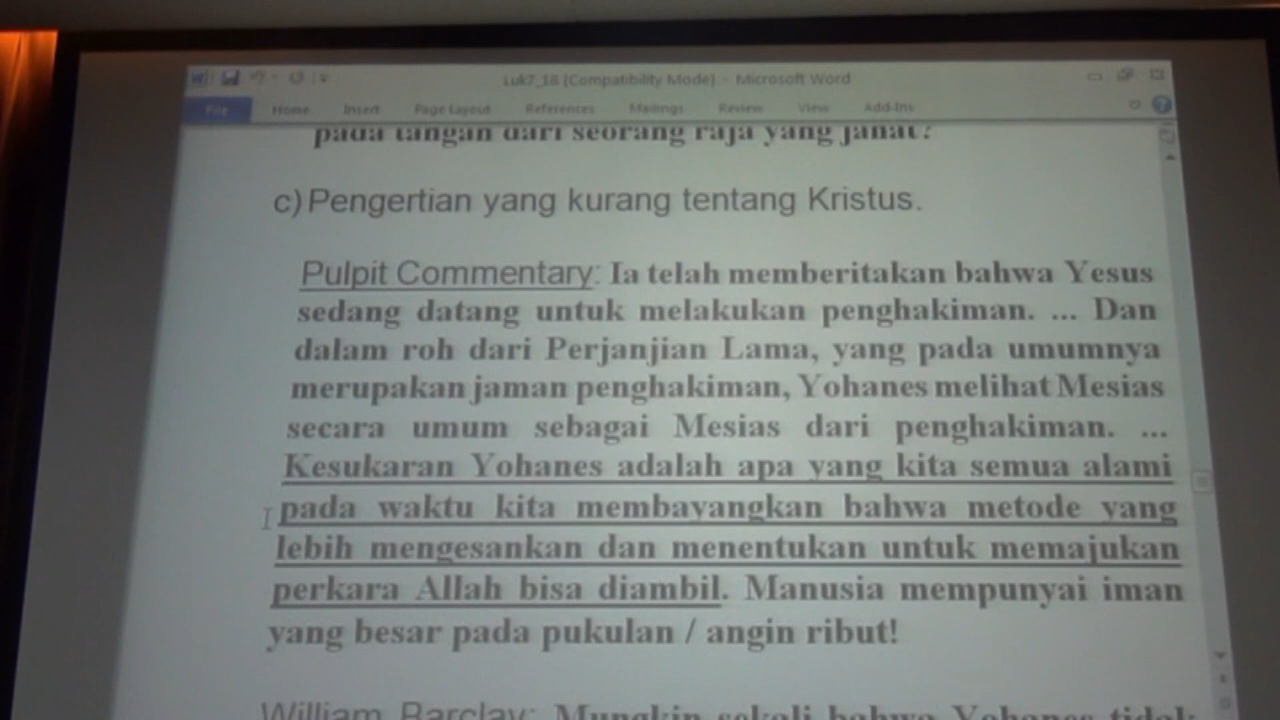 Luk7_18 [Compatibility Mode] - Microsoft Word
File Home Insert Page Layout References Mailings Review View Add-Ins
pada tangan dari seorang raja yang jahat?
c) Pengertian yang kurang tentang Kristus.
Pulpit Commentary: Ia telah memberitakan bahwa Yesus
sedang datang untuk melakukan penghakiman. ... Dan
dalam roh dari Perjanjian Lama, yang pada umumnya
merupakan jaman penghakiman, Yohanes melihat Mesias
secara umum sebagai Mesias dari penghakiman. ...
Kesukaran Yohanes adalah apa yang kita semua alami
pada waktu kita membayangkan bahwa metode yang
lebih mengesankan dan menentukan untuk memajukan
perkara Allah bisa diambil. Manusia mempunyai iman
yang besar pada pukulan / angin ribut!
William Barclay: Mungkin sekali bahwa Yohanes tidak